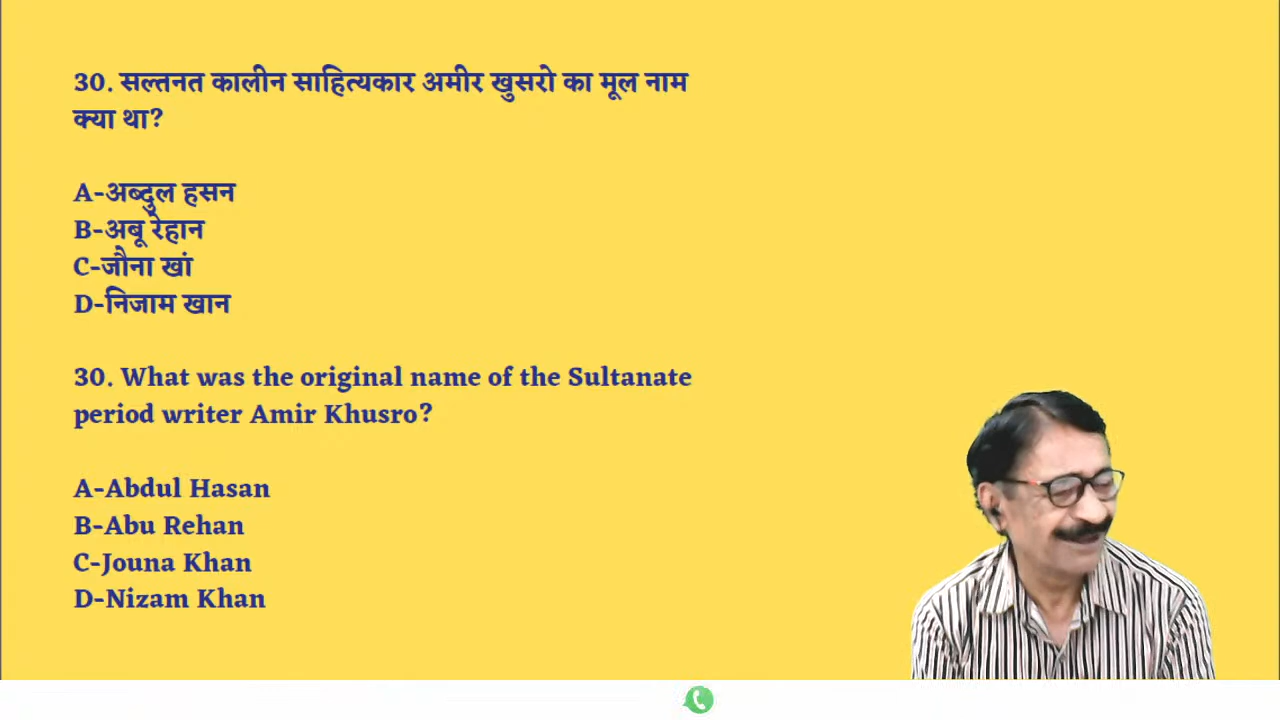 30. सल्तनत कालीन साहित्यकार अमीर खुसरो का मूल नाम
क्या था?
A-अब्दुल हसन
B-अबू रेहान
C-जौना खां
D-निजाम खान
30. What was the original name of the Sultanate
period writer Amir Khusro?
A-Abdul Hasan
B-Abu Rehan
C-Jouna Khan
D-Nizam Khan